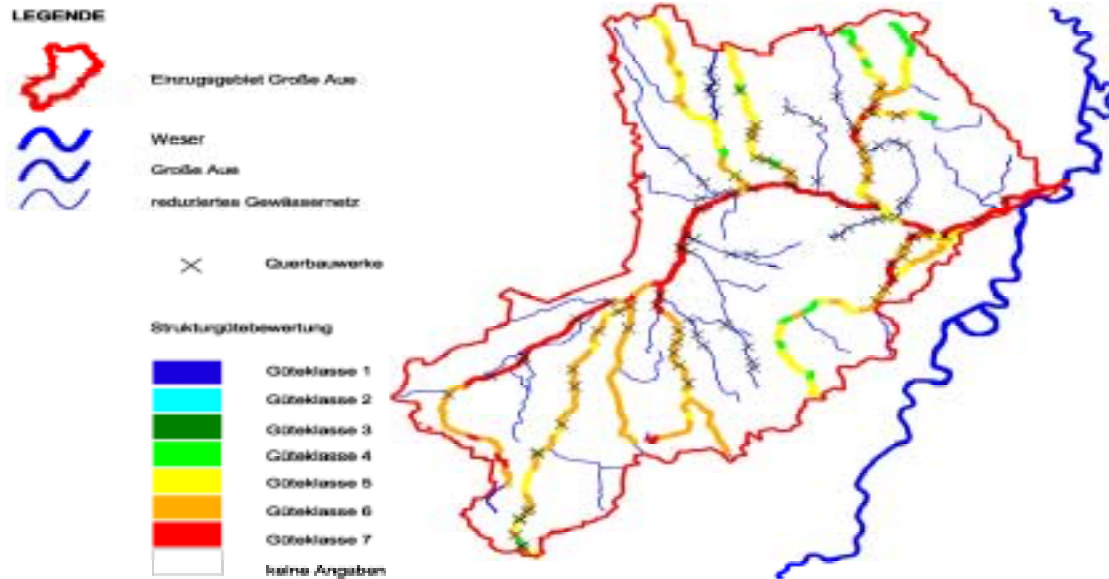 LEGENDE
Einzugsgebiet Große Aue
Weser
Große Aue
reduziertes Gewässernetz
Querbauwerke
Strukturgütebewertung
Güteklasse 1
Güteklasse 2
Güteklasse 3
Güteklasse 4
Güteklasse 5
Güteklasse 6
Güteklasse 7
keine Angaben